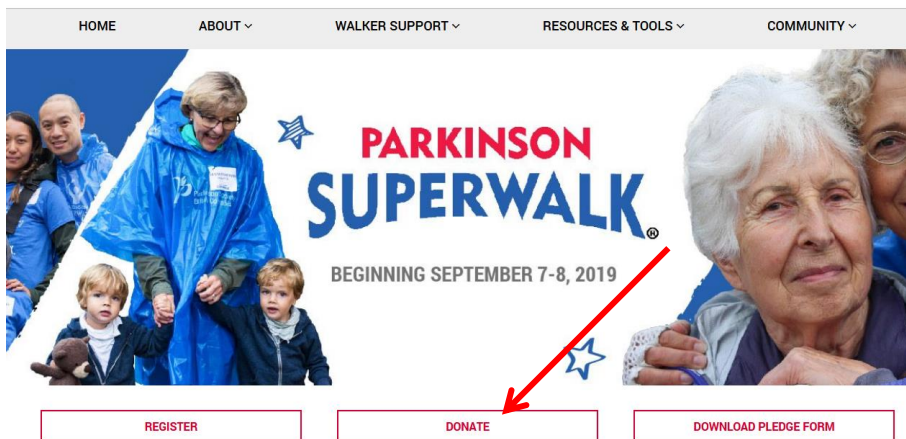 HOME ABOUT WALKER SUPPORT RESOURCES & TOOLS COMMUNITY
PARKINSON
SUPERWALK®
BEGINNING SEPTEMBER 7-8, 2019
REGISTER DONATE DOWNLOAD PLEDGE FORM